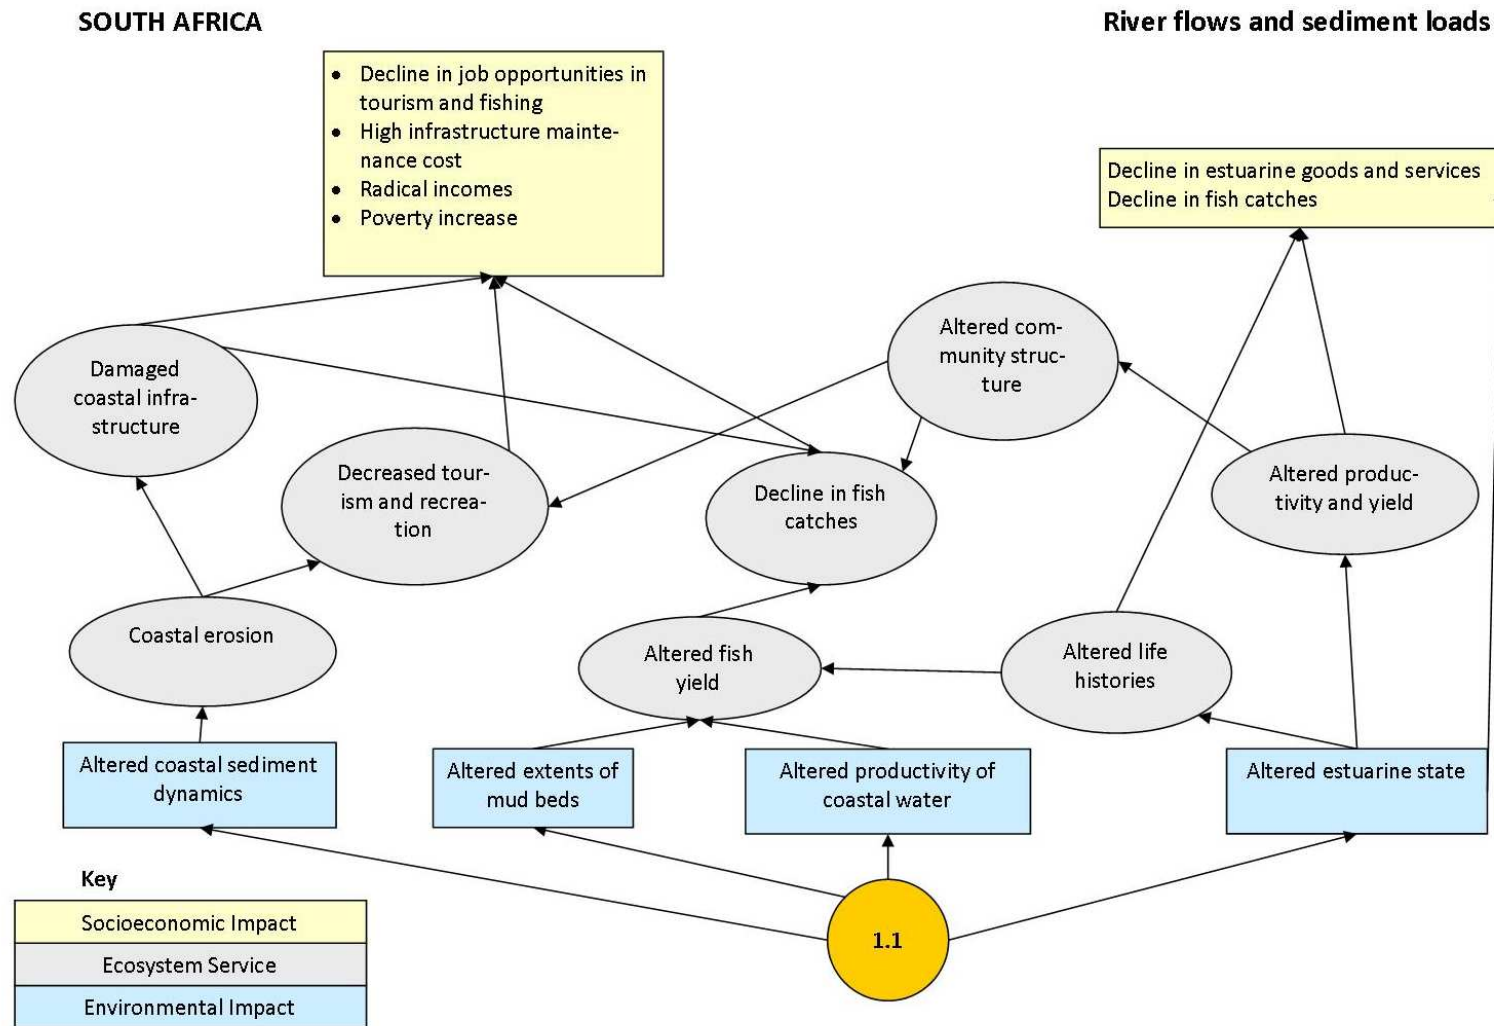 SOUTH AFRICA
River flows and sediment loads
• Decline in job opportunities in
tourism and fishing
• High infrastructure mainte-
nance cost
• Radical incomes
• Poverty increase
Decline in estuarine goods and services
Decline in fish catches
Altered com-
munity struc-
ture
Damaged
coastal infra-
structure
Decreased tour-
ism and recrea-
tion
Decline in fish
catches
Altered produc-
tivity and yield
Coastal erosion
Altered fish
yield
Altered life
histories
Altered coastal sediment
dynamics
Altered extents of
mud beds
Altered productivity of
coastal water
Altered estuarine state
Key
Socioeconomic Impact
Ecosystem Service
Environmental Impact
1.1